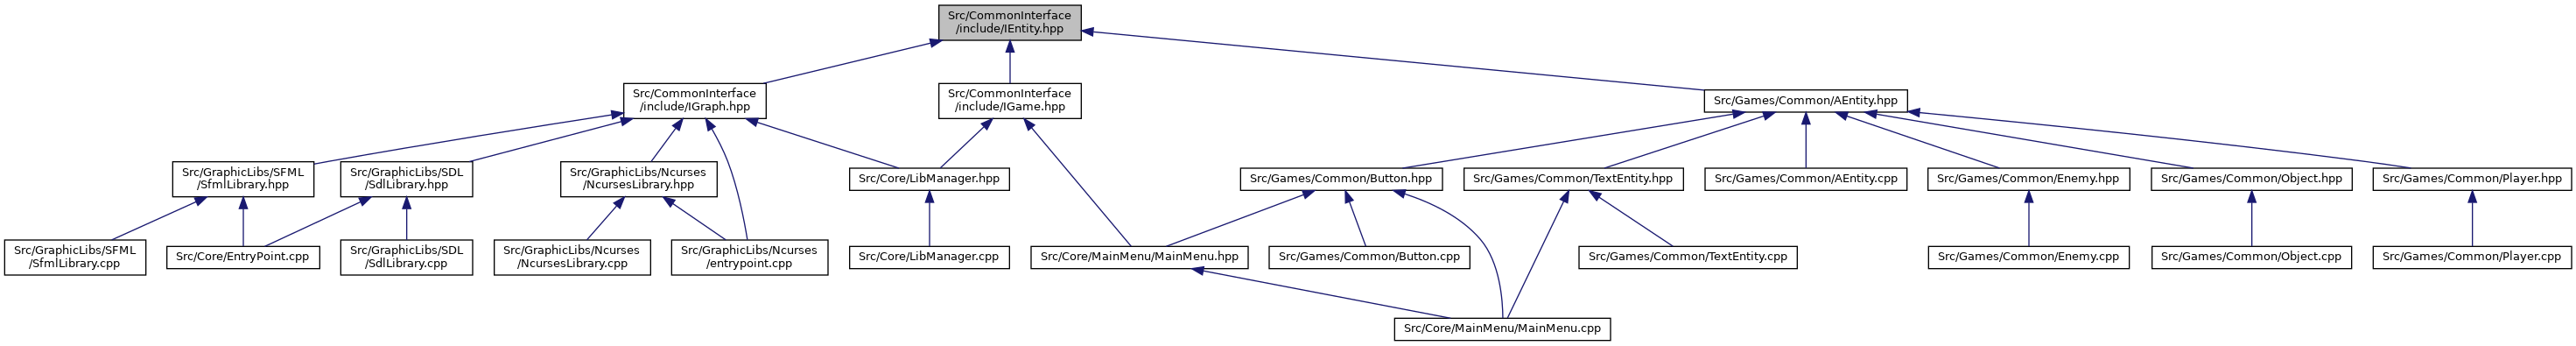 Src/CommonInterface
/include/IEntity.hpp
Src/CommonInterface
/include/IGraph.hpp
Src/CommonInterface
/include/IGame.hpp
Src/Games/Common/AEntity.hpp
Src/GraphicLibs/SFML
/SfmlLibrary.hpp
Src/GraphicLibs/SDL
/SdlLibrary.hpp
Src/GraphicLibs/Ncurses
/NcursesLibrary.hpp
Src/Core/LibManager.hpp
Src/Games/Common/Button.hpp
Src/Games/Common/TextEntity.hpp
Src/Games/Common/AEntity.cpp
Src/Games/Common/Enemy.hpp
Src/Games/Common/Object.hpp
Src/Games/Common/Player.hpp
Src/GraphicLibs/SFML
/SfmlLibrary.cpp
Src/Core/EntryPoint.cpp
Src/GraphicLibs/SDL
/SdlLibrary.cpp
Src/GraphicLibs/Ncurses
/NcursesLibrary.cpp
Src/GraphicLibs/Ncurses
/entrypoint.cpp
Src/Core/LibManager.cpp
Src/Core/MainMenu/MainMenu.hpp
Src/Games/Common/Button.cpp
Src/Games/Common/TextEntity.cpp
Src/Games/Common/Enemy.cpp
Src/Games/Common/Object.cpp
Src/Games/Common/Player.cpp
Src/Core/MainMenu/MainMenu.cpp